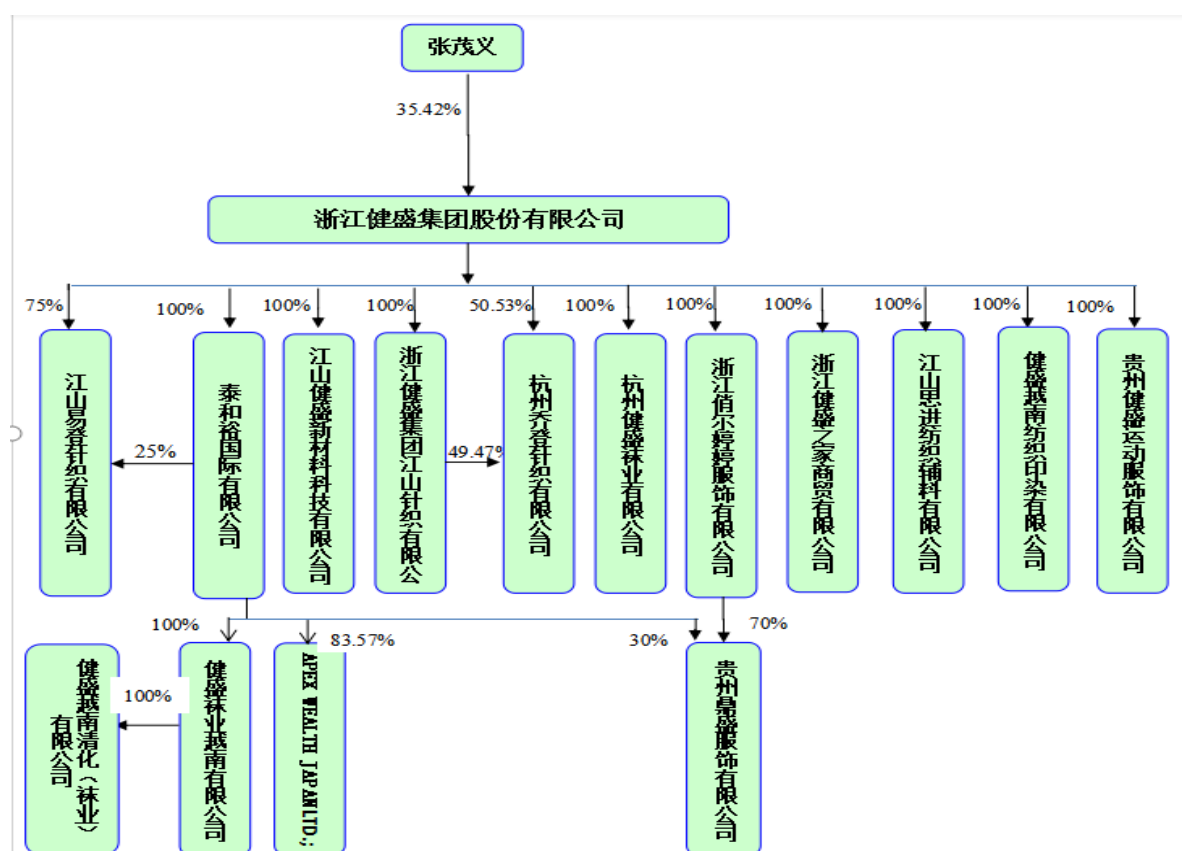 张茂义
35.42%
浙江健盛集团股份有限公司
75%
100%
100%
100%
50.53%
100%
100%
100%
100%
100%
100%
江山易登针织有限公司
泰和裕国际有限公司
江山健盛新材料科技有限公司
浙江健盛集团江山针织有限公
杭州乔登针织有限公司
杭州健盛袜业有限公司
浙江俏尔婷婷服饰有限公司
浙江健盛之家商贸有限公司
江山思进纺织辅料有限公司
健盛越南纺织印染有限公司
贵州健盛运动服饰有限公司
25%
49.47%
100%
83.57%
30%
70%
健盛越南清化（袜业）
有限公司
100%
健盛袜业越南有限公司
APEX WEALTH JAPANLTD.;
贵州鼎盛服饰有限公司